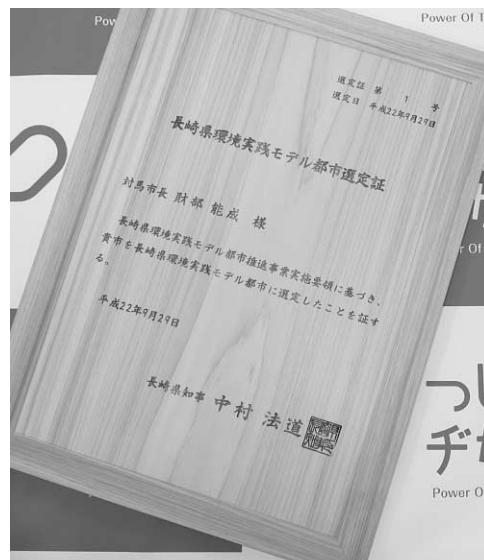 Pow
Power Of T
選定証 第 1 号
選定日 平成22年9月29日
長崎県環境実践モデル都市選定証
対馬市長 財部 能成 様
長崎県環境実践モデル都市推進事業実施要領に基づき、
貴市を長崎県環境実践モデル都市に選定したことを証す
る。
平成22年9月29日
長崎県知事 中村 法道
r Of
つし
ヂ
Power O